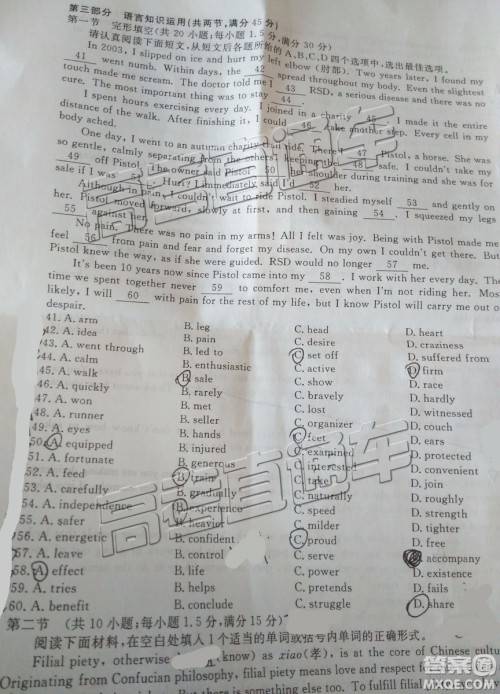 第三部分 语言知识运用(共两节,满分45分)
第一节 完形填空(共20小题;每小题1.5分,满分30分)
请认真阅读下面短文,从短文后各题所给的A、B、C、D四个选项中,选出最佳选项。
In 2003, I slipped on ice and hurt my left elbow (肘部). Two years later, I found my
41 went numb. Within days, the 42 spread throughout my body. Even the slightest
touch made me scream. The doctor told me I 43 RSD, a serious disease and there was no
cure. The most important thing was to stay 44
I spent hours exercising every day. I joined in a charity 45 made it the entire
distance of the walk. After finishing it, I could 46 take another step. Every cell in my
body ached.
One day, I went to an autumn charity that ride. There I 47 Pistol, a horse. She was
so gentle, calmly separating from the others, keeping the 48 safe. I couldn't take my
49 off Pistol. The owner said Pistol 50 shoulder during training and she was for
sale if I was 51 Hurt? I immediately said I'd 52 her.
Although in pain, I couldn't wait to ride Pistol. I steadied myself 53 and gently on
her. Pistol moved forward, slowly at first, and then gaining 54. I squeezed my legs
55 against
No pain. There was no pain in my arms! All I felt was joy. Being with Pistol made me
feel 56 from pain and fear and forget my disease. On my own I couldn't get there. But
Pistol knew the way, as if she were guided. RSD would no longer 57 me.
It's been 10 years now since Pistol came into my 58. I work with her every day. The
time we spent together never 59 to comfort me, even when I'm not riding her. Most
likely, I will 60 with pain for the rest of my life, but I know Pistol will carry me out of
despair.
41. A. arm B. leg C. head D. heart
42. A. idea B. pain C. desire D. craziness
43. A. went through B. led to C. set off D. suffered from
44. A. calm B. enthusiastic C. active D. firm
45. A. walk B. sale C. show D. race
46. A. quickly B. rarely C. bravely D. hardly
47. A. won B. met C. lost D. touch
48. A. runner B. seller C. organizer D. couch
49. A. eyes B. hands C. feet D. ears
50. A. equipped B. injured C. examined D. protected
51. A. fortunate B. generous C. interested D. convenient
52. A. feed B. train C. take D. join
53. A. carefully B. gradually C. naturally D. roughly
54. A. independence B. experience C. speed D. strength
55. A. safer B. heavier C. milder D. tighter
56. A. energetic B. confident C. proud D. free
57. A. leave B. control C. serve D. accompany
58. A. effect B. life C. power D. existence
59. A. tries B. helps C. pretends D. fails
60. A. benefit B. conclude C. struggle D. share
第二节 (共10小题;每小题1.5分,满分15分)
阅读下面材料,在空白处填入1个适当的单词或括号内单词的正确形式。
Filial piety, otherwise (know) as xiao(孝), is at the core of Chinese cultu
Originating from Confucian philosophy, filial piety means love and respect for
高考直通车
高考直通车
答案圈
MXQE.COM